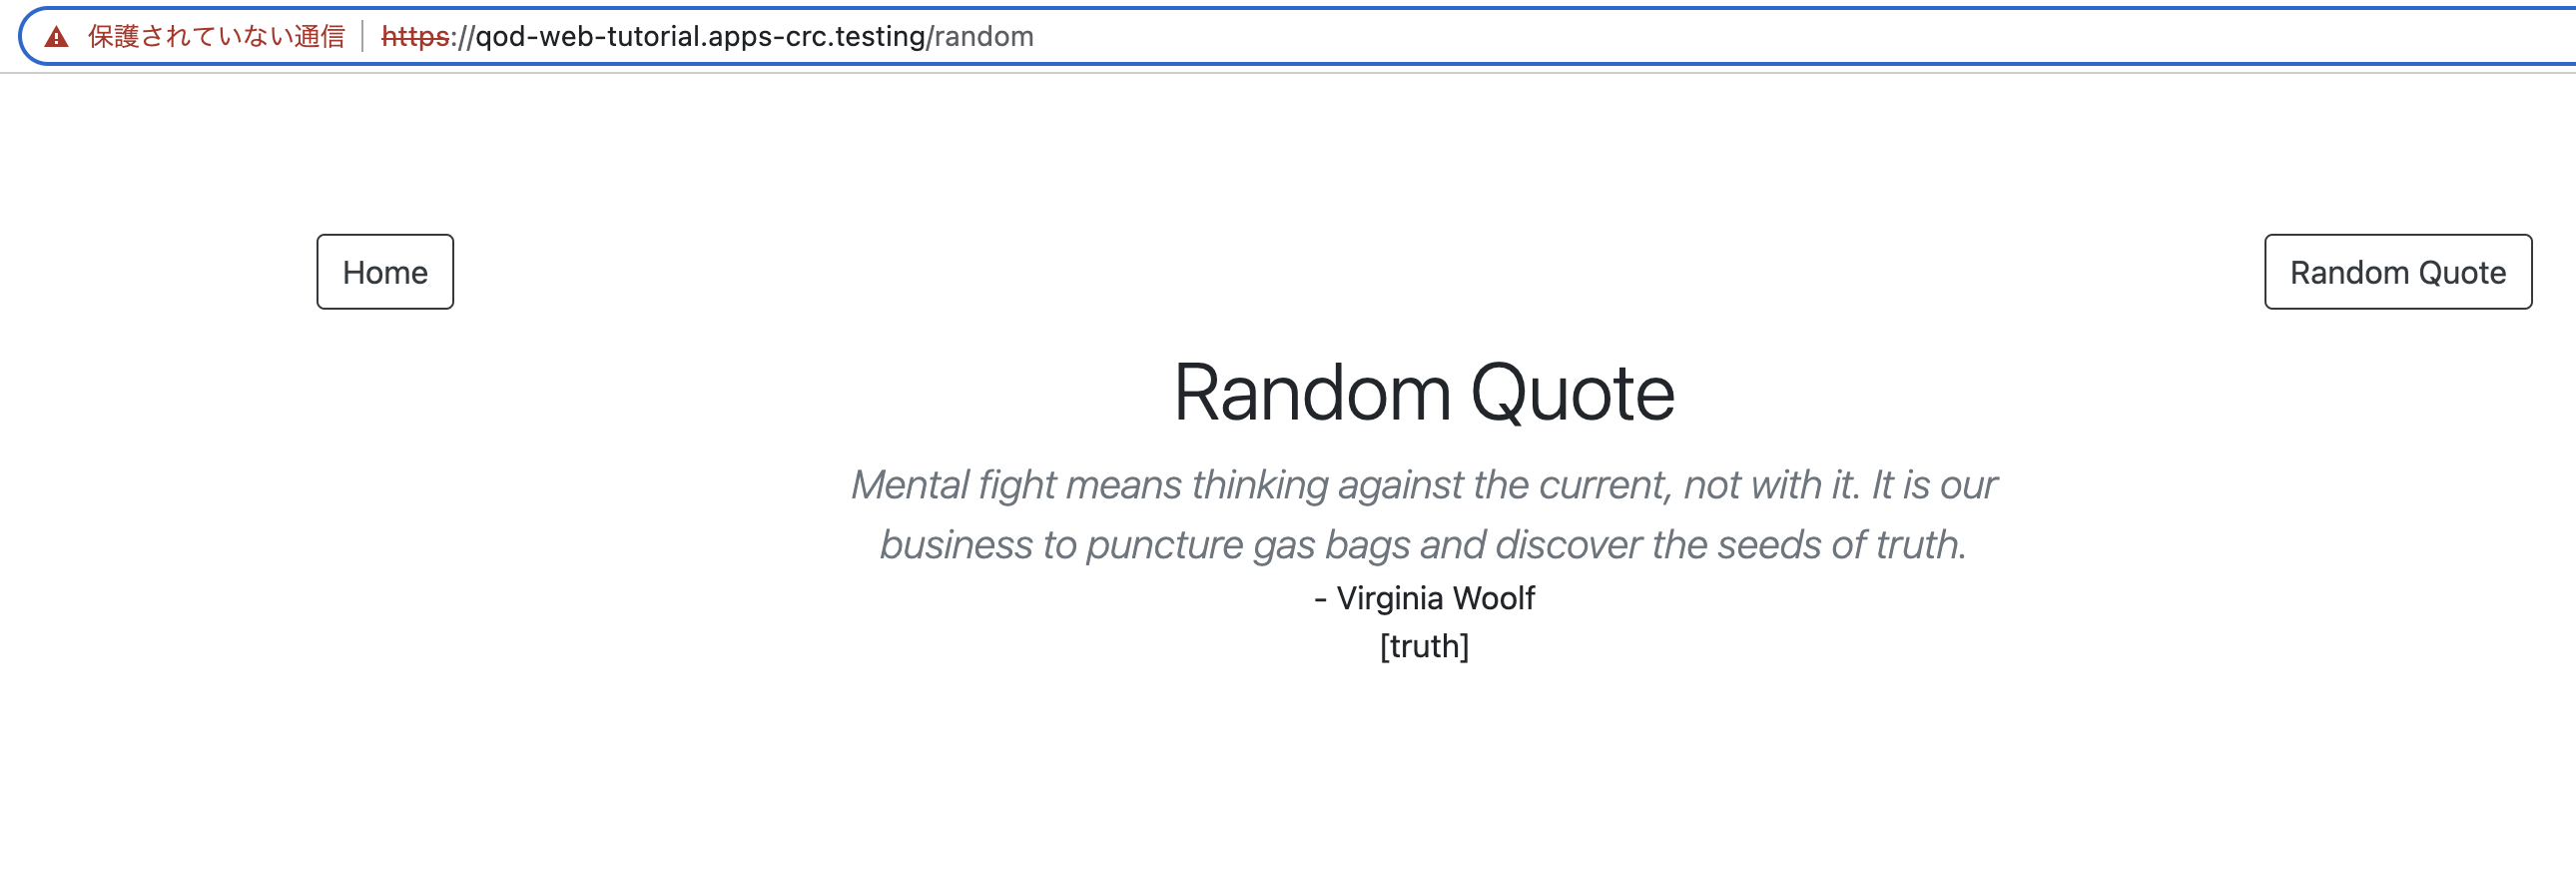 保護されていない通信 https://qod-web-tutorial.apps-crc.testing/random
Home
Random Quote
Random Quote
Mental fight means thinking against the current, not with it. It is our
business to puncture gas bags and discover the seeds of truth.
- Virginia Woolf
[truth]